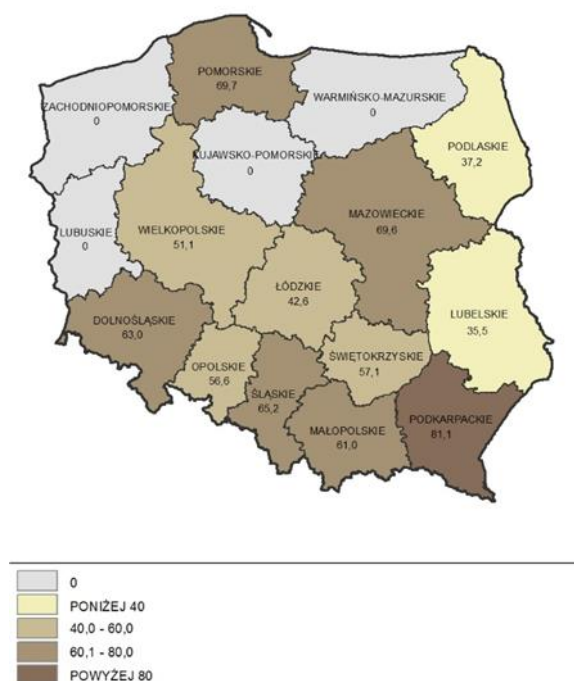 POMORSKIE
69,7
ZACHODNIOPOMORSKIE
0
WARMIŃSKO-MAZURSKIE
0
PODLASKIE
37,2
KUJAWSKO-POMORSKIE
0
MAZOWIECKIE
69,6
LUBUSKIE
0
WIELKOPOLSKIE
51,1
ŁÓDZKIE
42,6
LUBELSKIE
35,5
DOLNOŚLĄSKIE
63,0
OPOLSKIE
56,6
ŚWIĘTOKRZYSKIE
57,1
ŚLĄSKIE
65,2
MAŁOPOLSKIE
61,0
PODKARPACKIE
81,1
0
PONIŻEJ 40
40,0 - 60,0
60,1 - 80,0
POWYŻEJ 80